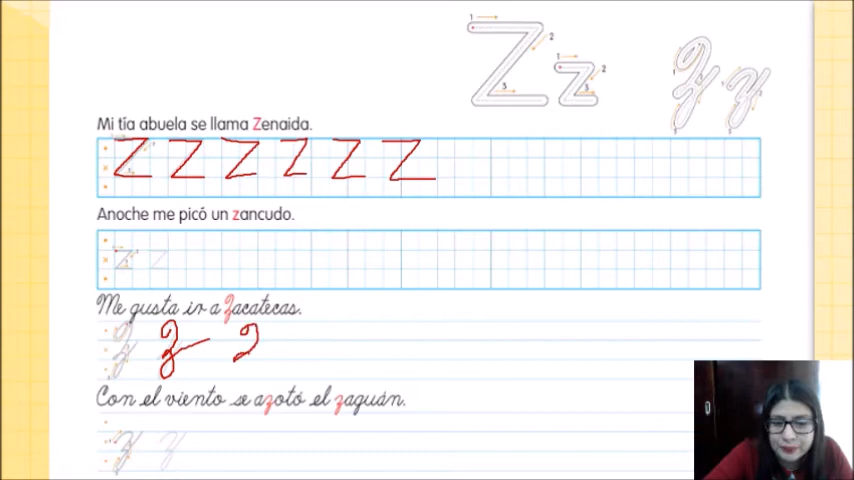 Z z
Mi tía abuela se llama Zenaida.
Z Z Z Z Z Z
Anoche me picó un zancudo.
z z
Me gusta ir a Zacatecas.
Z Z
Con el viento se azotó el zaguán.
z z